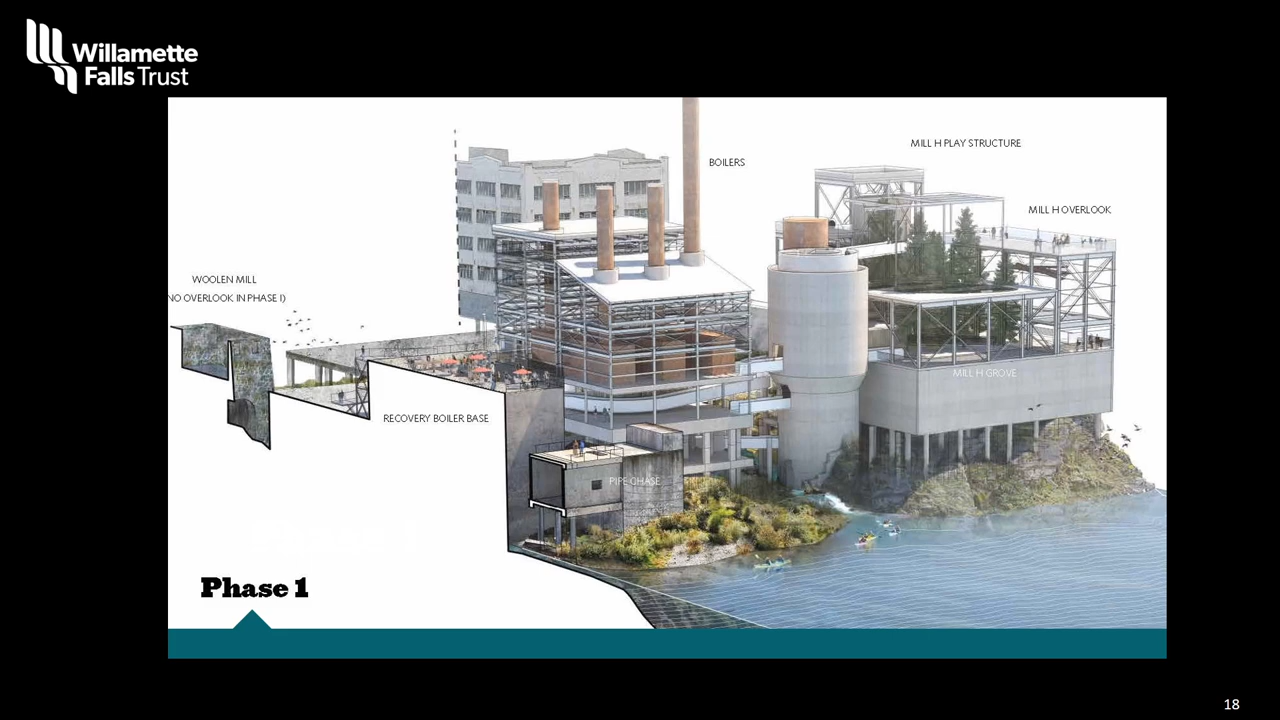 Willamette
Falls Trust
MILL H PLAY STRUCTURE
BOILERS
MILL H OVERLOOK
WOOLEN MILL
NO OVERLOOK IN PHASE I)
MILL H GROVE
RECOVERY BOILER BASE
PIPE CHASE
Phase 1
18